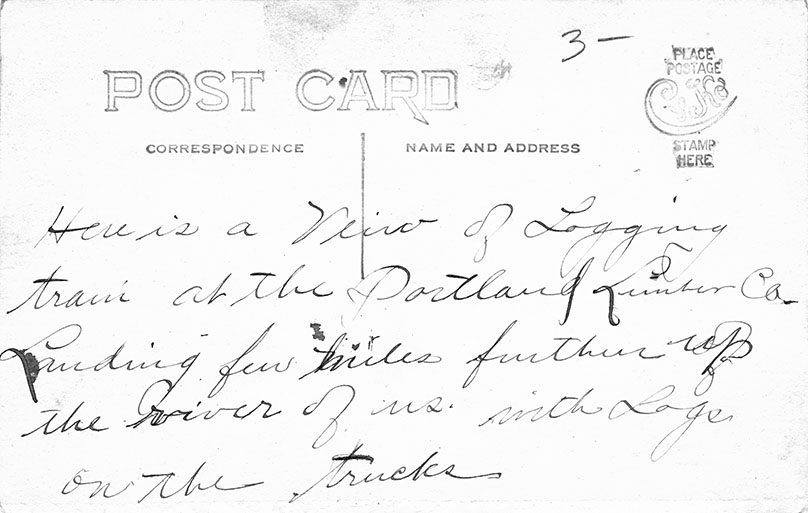 3-
POST CARD
PLACE
POSTAGE
STAMP
HERE
CORRESPONDENCE
NAME AND ADDRESS
Here is a Veiw of Logging
train at the Portland Lumber Co.
Landing few miles further up
the river of us. with Logs
on the trucks